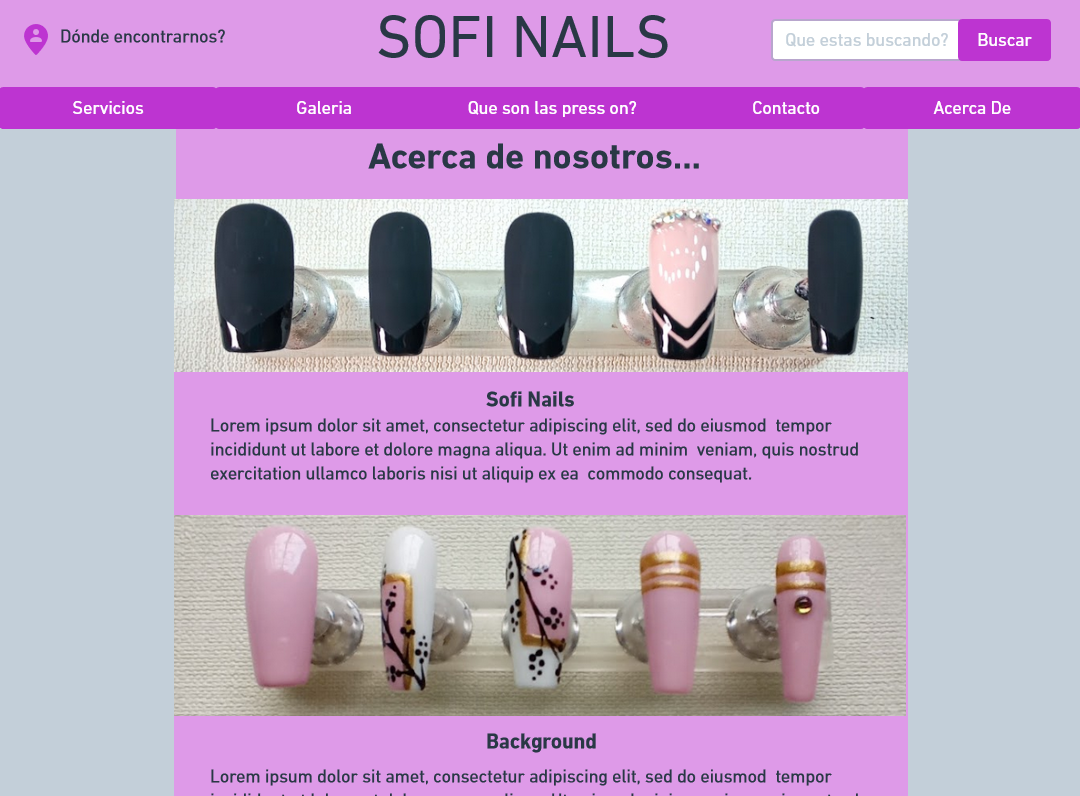 Dónde encontrarnos?
SOFI NAILS
Que estas buscando?
Buscar
Servicios
Galeria
Que son las press on?
Contacto
Acerca De
Acerca de nosotros...
Sofi Nails
Lorem ipsum dolor sit amet, consectetur adipiscing elit, sed do eiusmod  tempor
incididunt ut labore et dolore magna aliqua. Ut enim ad minim  veniam, quis nostrud
exercitation ullamco laboris nisi ut aliquip ex ea  commodo consequat.
Background
Lorem ipsum dolor sit amet, consectetur adipiscing elit, sed do eiusmod  tempor